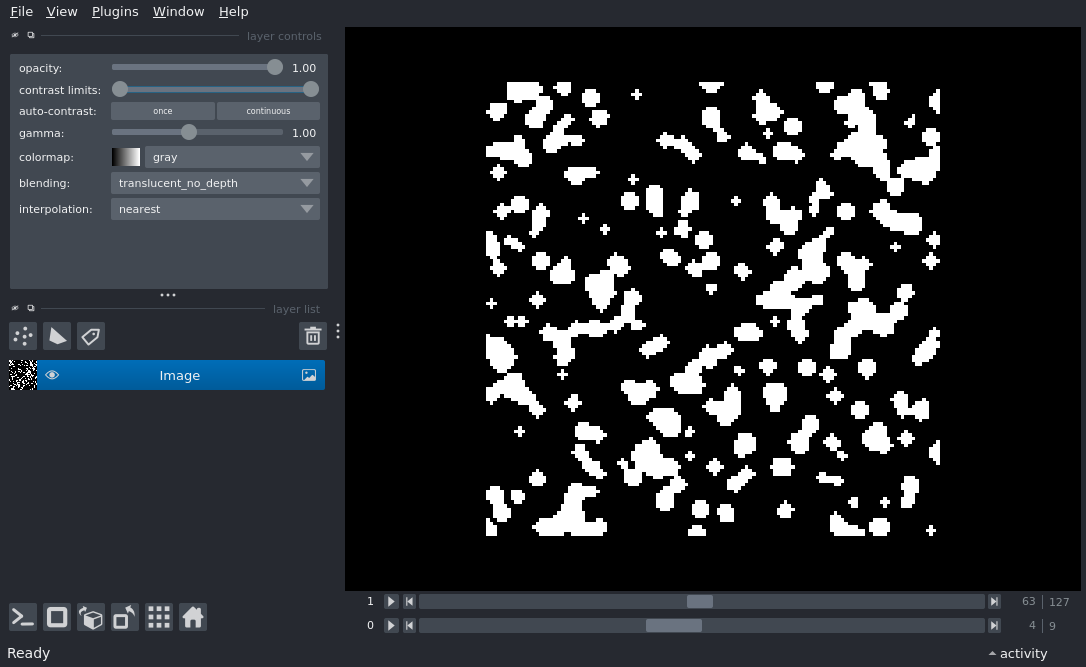 File View Plugins Window Help
layer controls
opacity: 1.00
contrast limits:
auto-contrast: once continuous
gamma: 1.00
colormap: gray
blending: translucent_no_depth
interpolation: nearest
layer list
Image
1 63 127
0 4 9
Ready activity